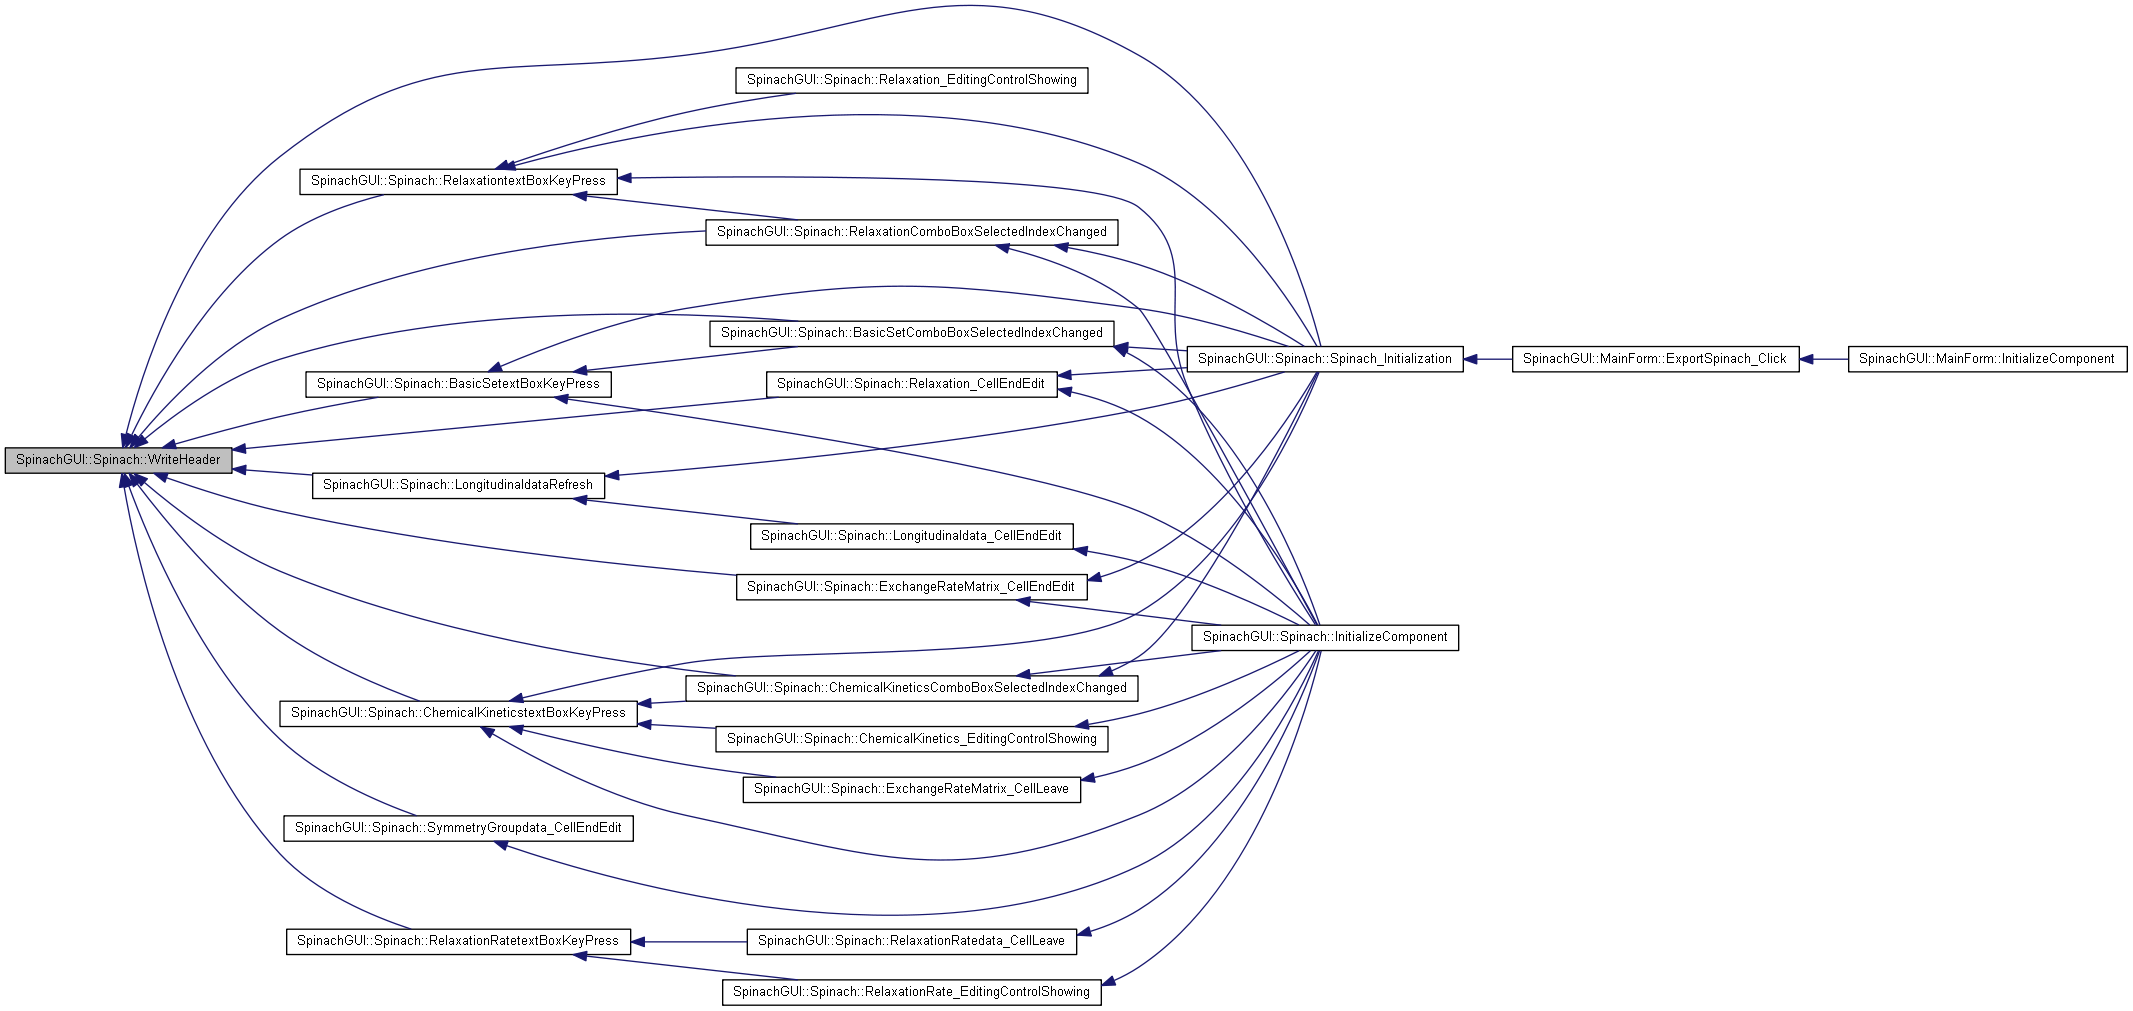 SpinachGUI::Spinach::Relaxation_EditingControlShowing
SpinachGUI::Spinach::RelaxationtextBoxKeyPress
SpinachGUI::Spinach::RelaxationComboBoxSelectedIndexChanged
SpinachGUI::Spinach::BasicSetComboBoxSelectedIndexChanged
SpinachGUI::Spinach::Spinach_Initialization
SpinachGUI::MainForm::ExportSpinach_Click
SpinachGUI::MainForm::InitializeComponent
SpinachGUI::Spinach::BasicSetextBoxKeyPress
SpinachGUI::Spinach::Relaxation_CellEndEdit
SpinachGUI::Spinach::WriteHeader
SpinachGUI::Spinach::LongitudinaldataRefresh
SpinachGUI::Spinach::Longitudinaldata_CellEndEdit
SpinachGUI::Spinach::ExchangeRateMatrix_CellEndEdit
SpinachGUI::Spinach::InitializeComponent
SpinachGUI::Spinach::ChemicalKineticsComboBoxSelectedIndexChanged
SpinachGUI::Spinach::ChemicalKineticstextBoxKeyPress
SpinachGUI::Spinach::ChemicalKinetics_EditingControlShowing
SpinachGUI::Spinach::ExchangeRateMatrix_CellLeave
SpinachGUI::Spinach::SymmetryGroupdata_CellEndEdit
SpinachGUI::Spinach::RelaxationRatetextBoxKeyPress
SpinachGUI::Spinach::RelaxationRatedata_CellLeave
SpinachGUI::Spinach::RelaxationRate_EditingControlShowing